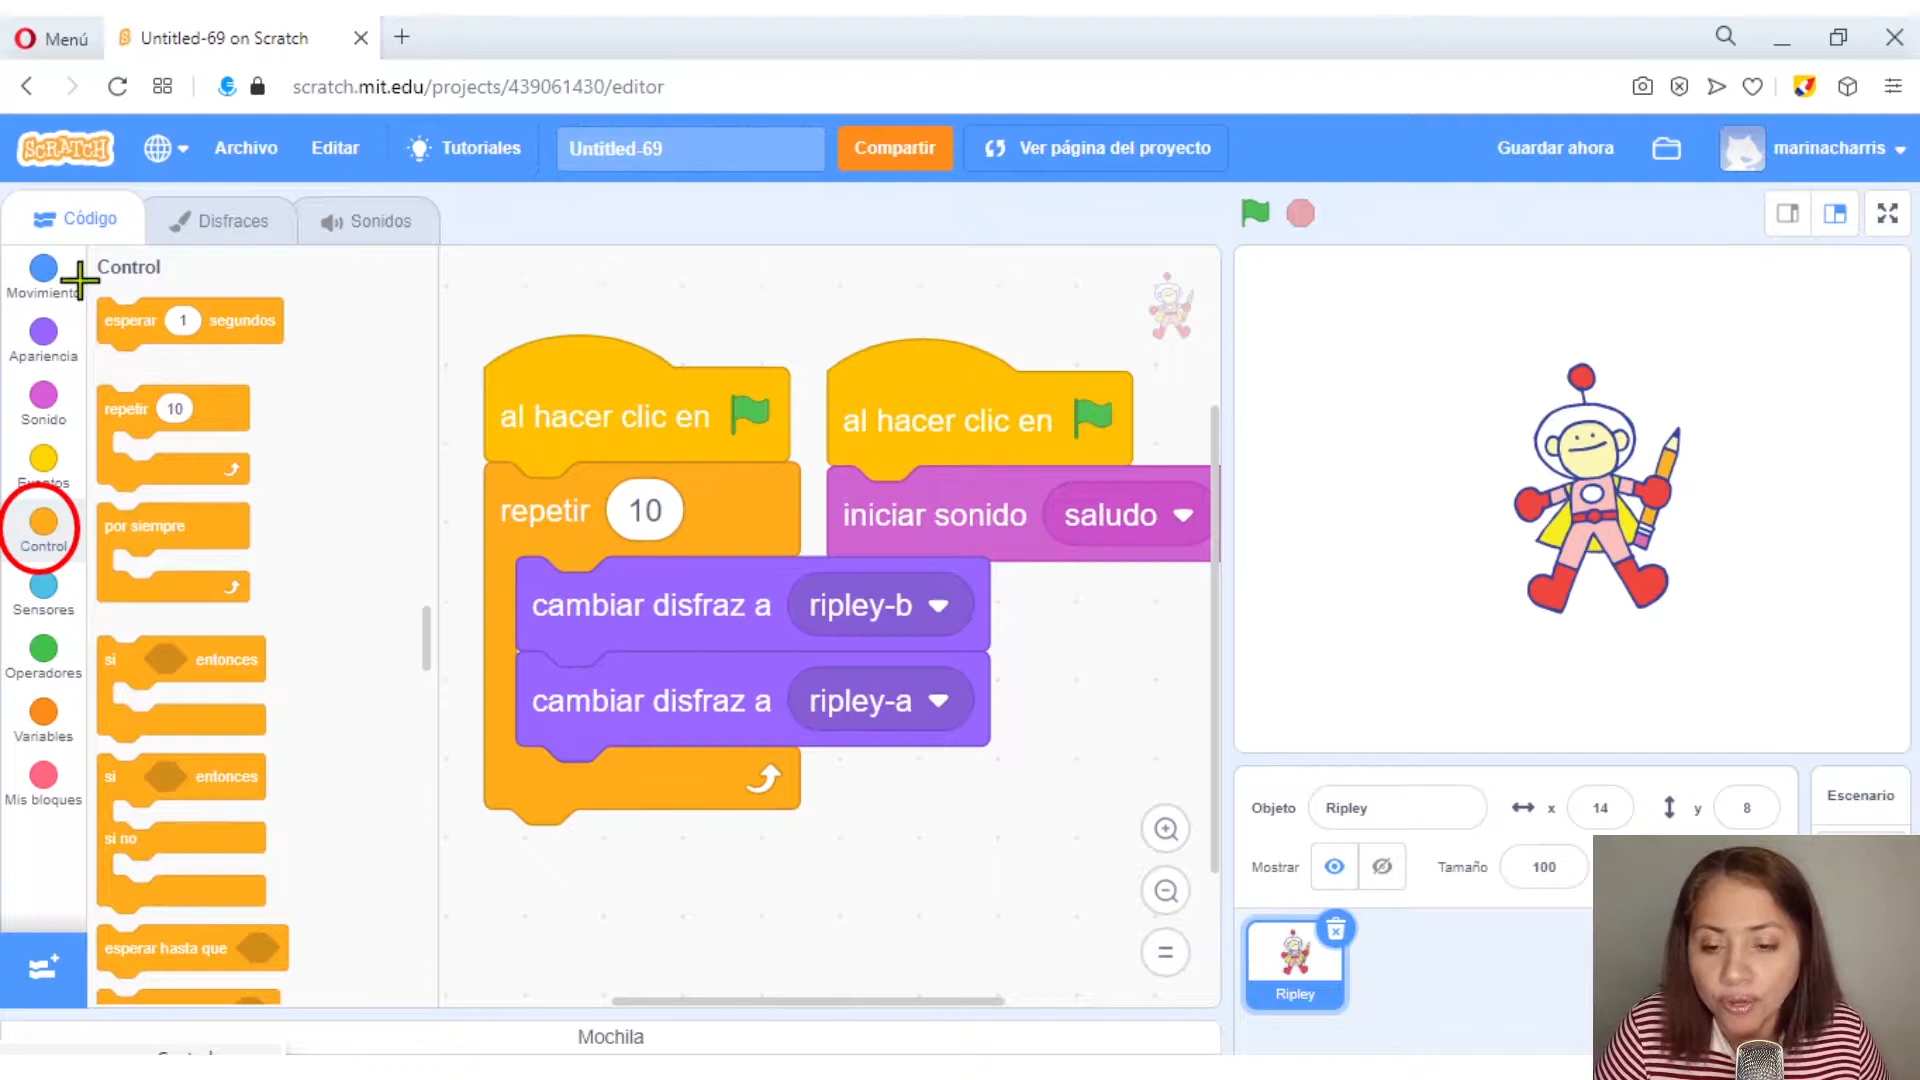 Menú
Untitled-69 on Scratch
scratch.mit.edu/projects/439061430/editor
SCRATCH
Archivo
Editar
Tutoriales
Untitled-69
Compartir
Ver página del proyecto
Guardar ahora
marinacharris
Código
Disfraces
Sonidos
Movimiento
Apariencia
Sonido
Eventos
Control
Sensores
Operadores
Variables
Mis bloques
Control
esperar 1 segundos
repetir 10
por siempre
si entonces
si entonces
si no
esperar hasta que
al hacer clic en
repetir 10
cambiar disfraz a ripley-b
cambiar disfraz a ripley-a
al hacer clic en
iniciar sonido saludo
Mochila
Objeto Ripley x 14 y 8
Mostrar Tamaño 100
Ripley
Escenario